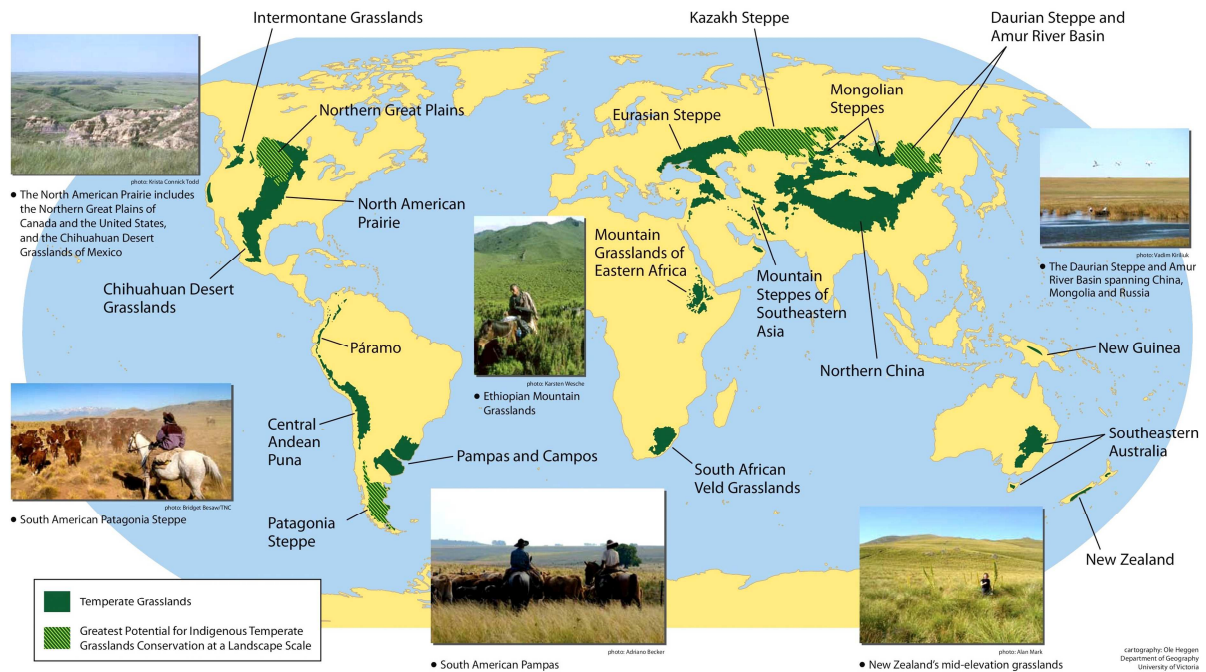 Intermontane Grasslands
Kazakh Steppe
Daurian Steppe and
Amur River Basin
Northern Great Plains
Eurasian Steppe
Mongolian
Steppes
photo: Krista Connick Todd
• The North American Prairie includes
the Northern Great Plains of
Canada and the United States,
and the Chihuahuan Desert
Grasslands of Mexico
North American
Prairie
Chihuahuan Desert
Grasslands
Mountain
Grasslands of
Eastern Africa
Mountain
Steppes of
Southeastern
Asia
photo: Vadim Kiriliuk
• The Daurian Steppe and Amur
River Basin spanning China,
Mongolia and Russia
Páramo
Northern China
New Guinea
photo: Karsten Wesche
• Ethiopian Mountain
Grasslands
Central
Andean
Puna
Pampas and Campos
South African
Veld Grasslands
Southeastern
Australia
photo: Bridget Besaw/TNC
• South American Patagonia Steppe
Patagonia
Steppe
New Zealand
Temperate Grasslands
Greatest Potential for Indigenous Temperate
Grasslands Conservation at a Landscape Scale
photo: Adriano Becker
• South American Pampas
photo: Alan Mark
• New Zealand's mid-elevation grasslands
cartography: Ole Heggen
Department of Geography
University of Victoria